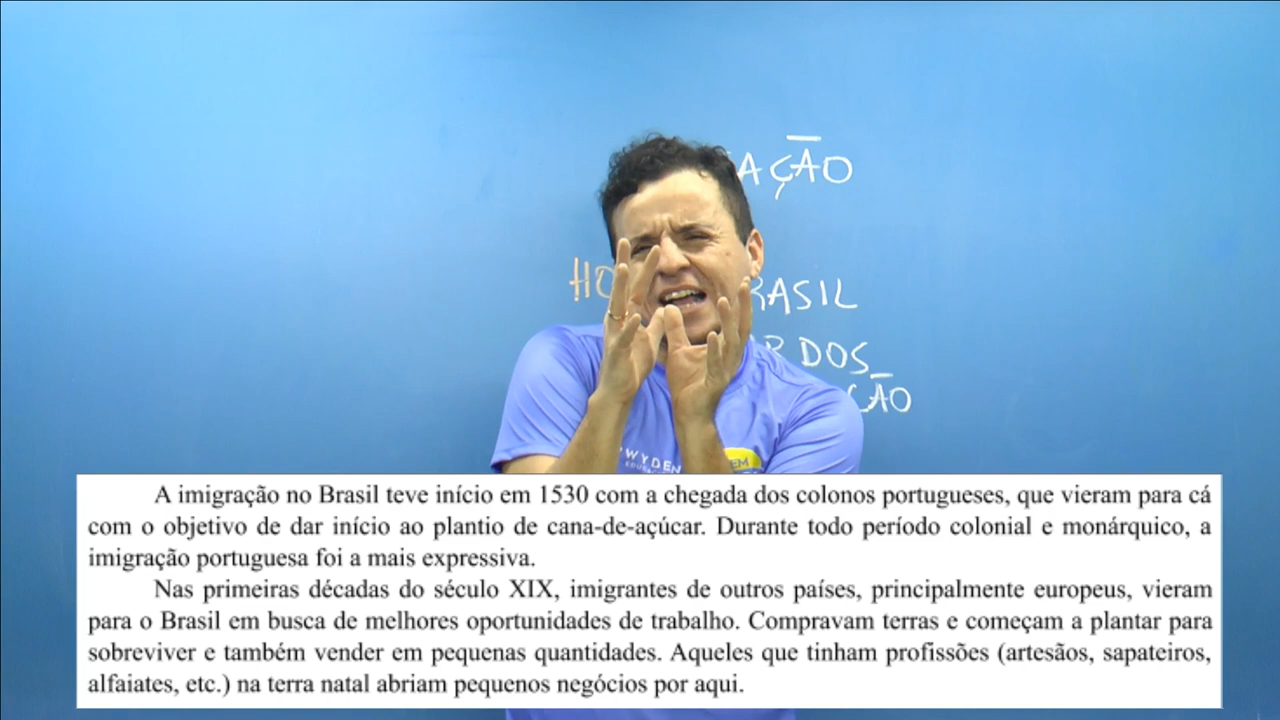 AÇÃO
HO RASIL
DOS
ÇÃO
WYDEN
EM
A imigração no Brasil teve início em 1530 com a chegada dos colonos portugueses, que vieram para cá
com o objetivo de dar início ao plantio de cana-de-açúcar. Durante todo período colonial e monárquico, a
imigração portuguesa foi a mais expressiva.
Nas primeiras décadas do século XIX, imigrantes de outros países, principalmente europeus, vieram
para o Brasil em busca de melhores oportunidades de trabalho. Compravam terras e começam a plantar para
sobreviver e também vender em pequenas quantidades. Aqueles que tinham profissões (artesãos, sapateiros,
alfaiates, etc.) na terra natal abriam pequenos negócios por aqui.